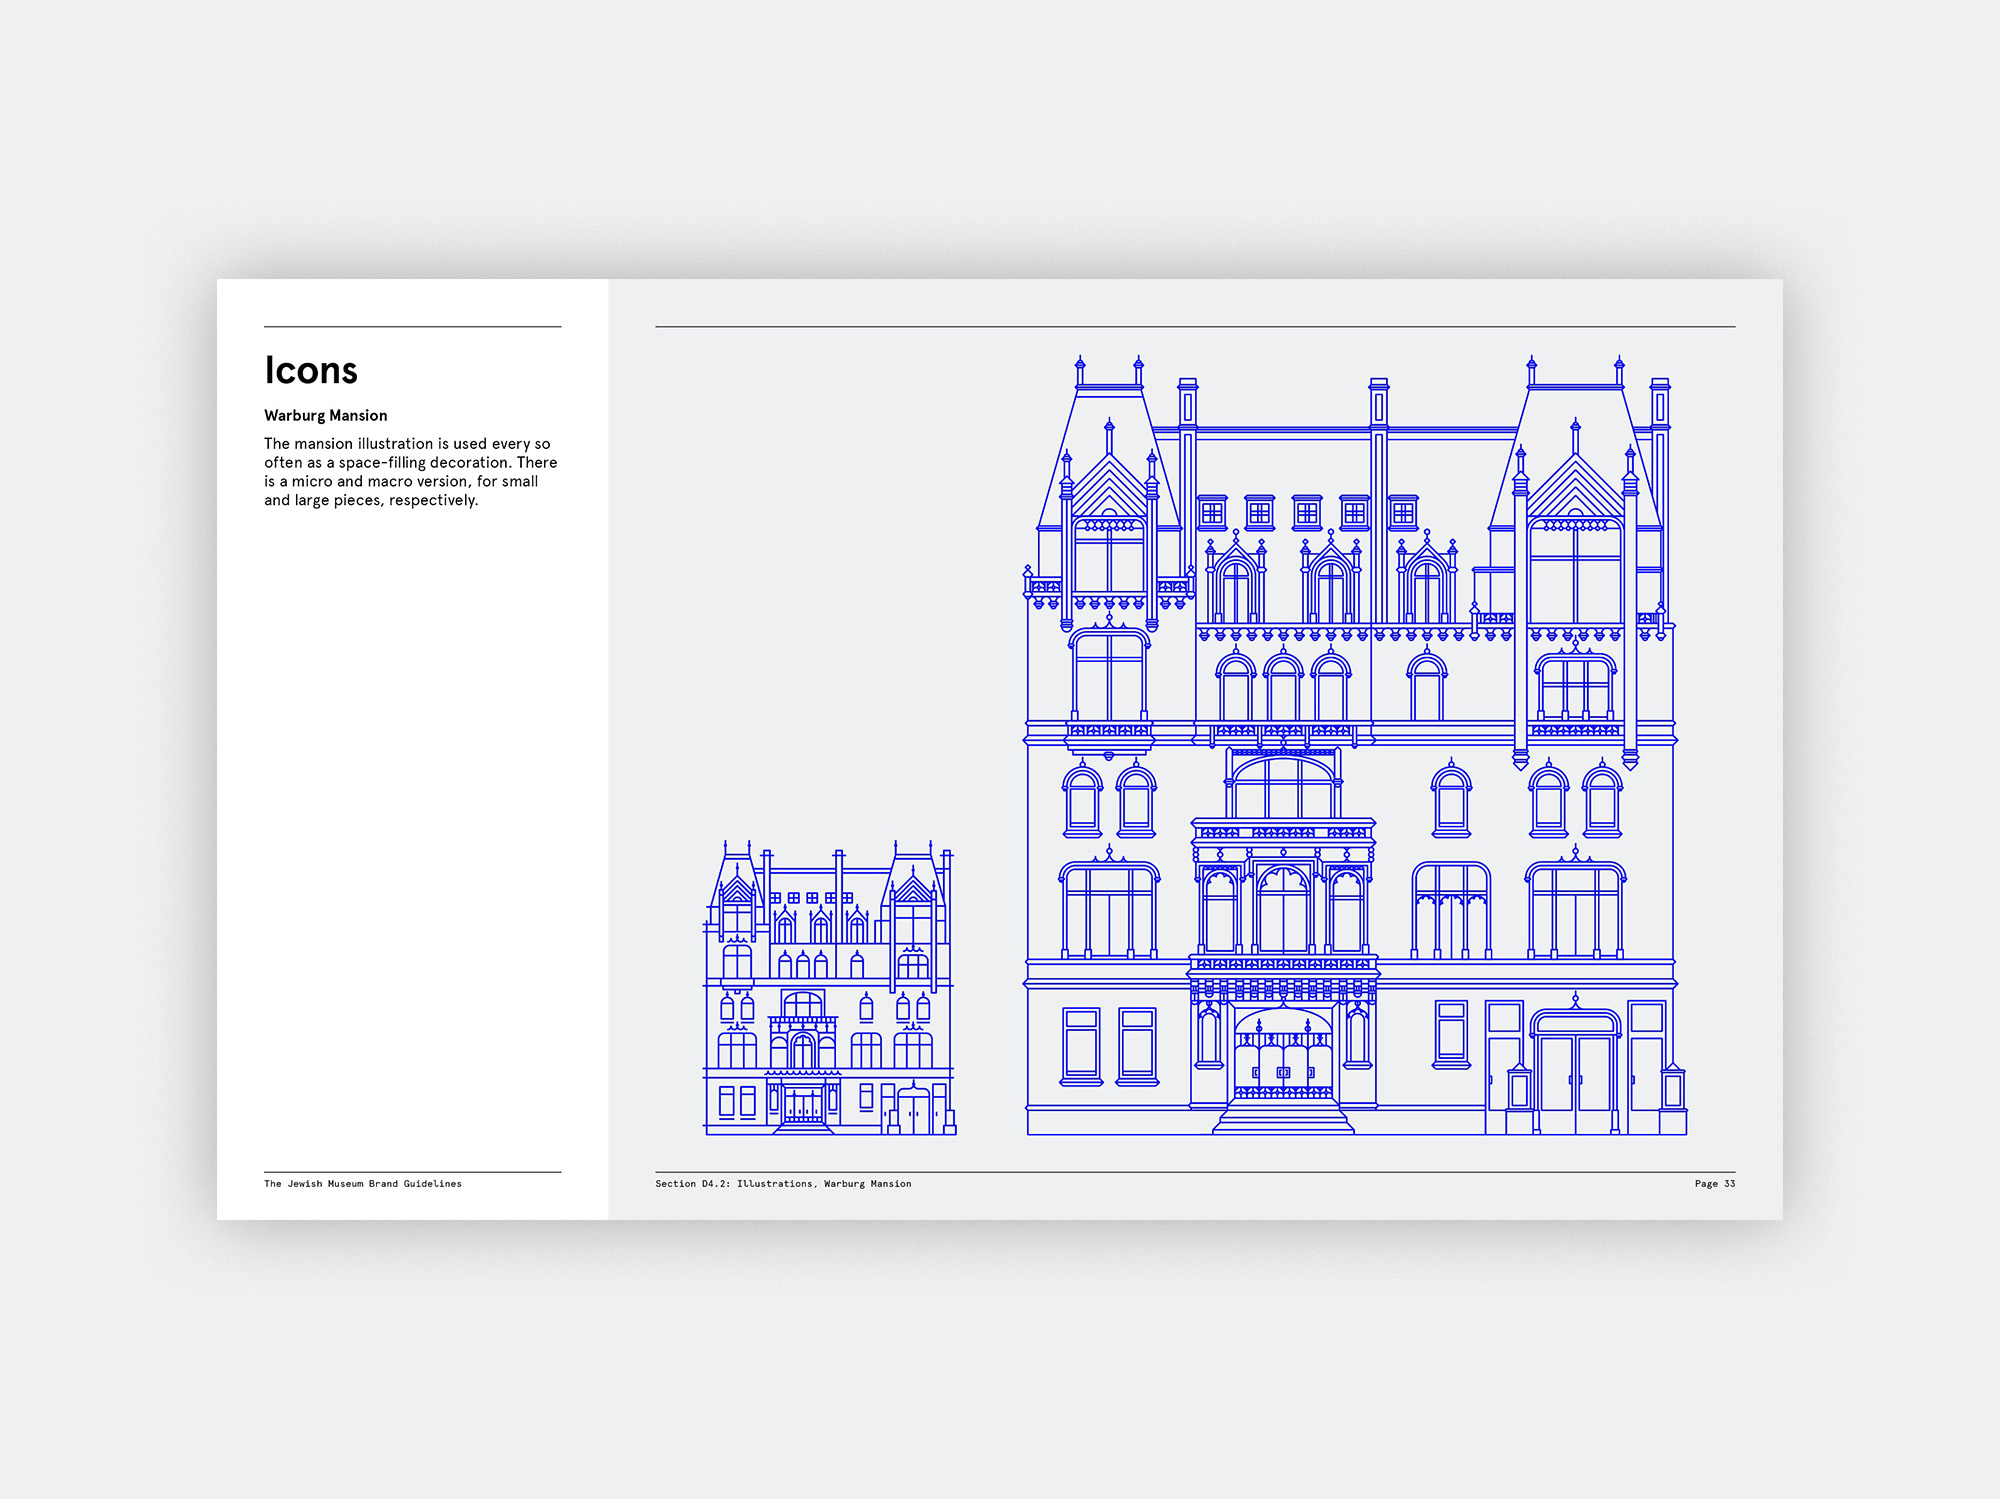 Icons
Warburg Mansion
The mansion illustration is used every so
often as a space-filling decoration. There
is a micro and macro version, for small
and large pieces, respectively.
The Jewish Museum Brand Guidelines
Section D4.2: Illustrations, Warburg Mansion
Page 33